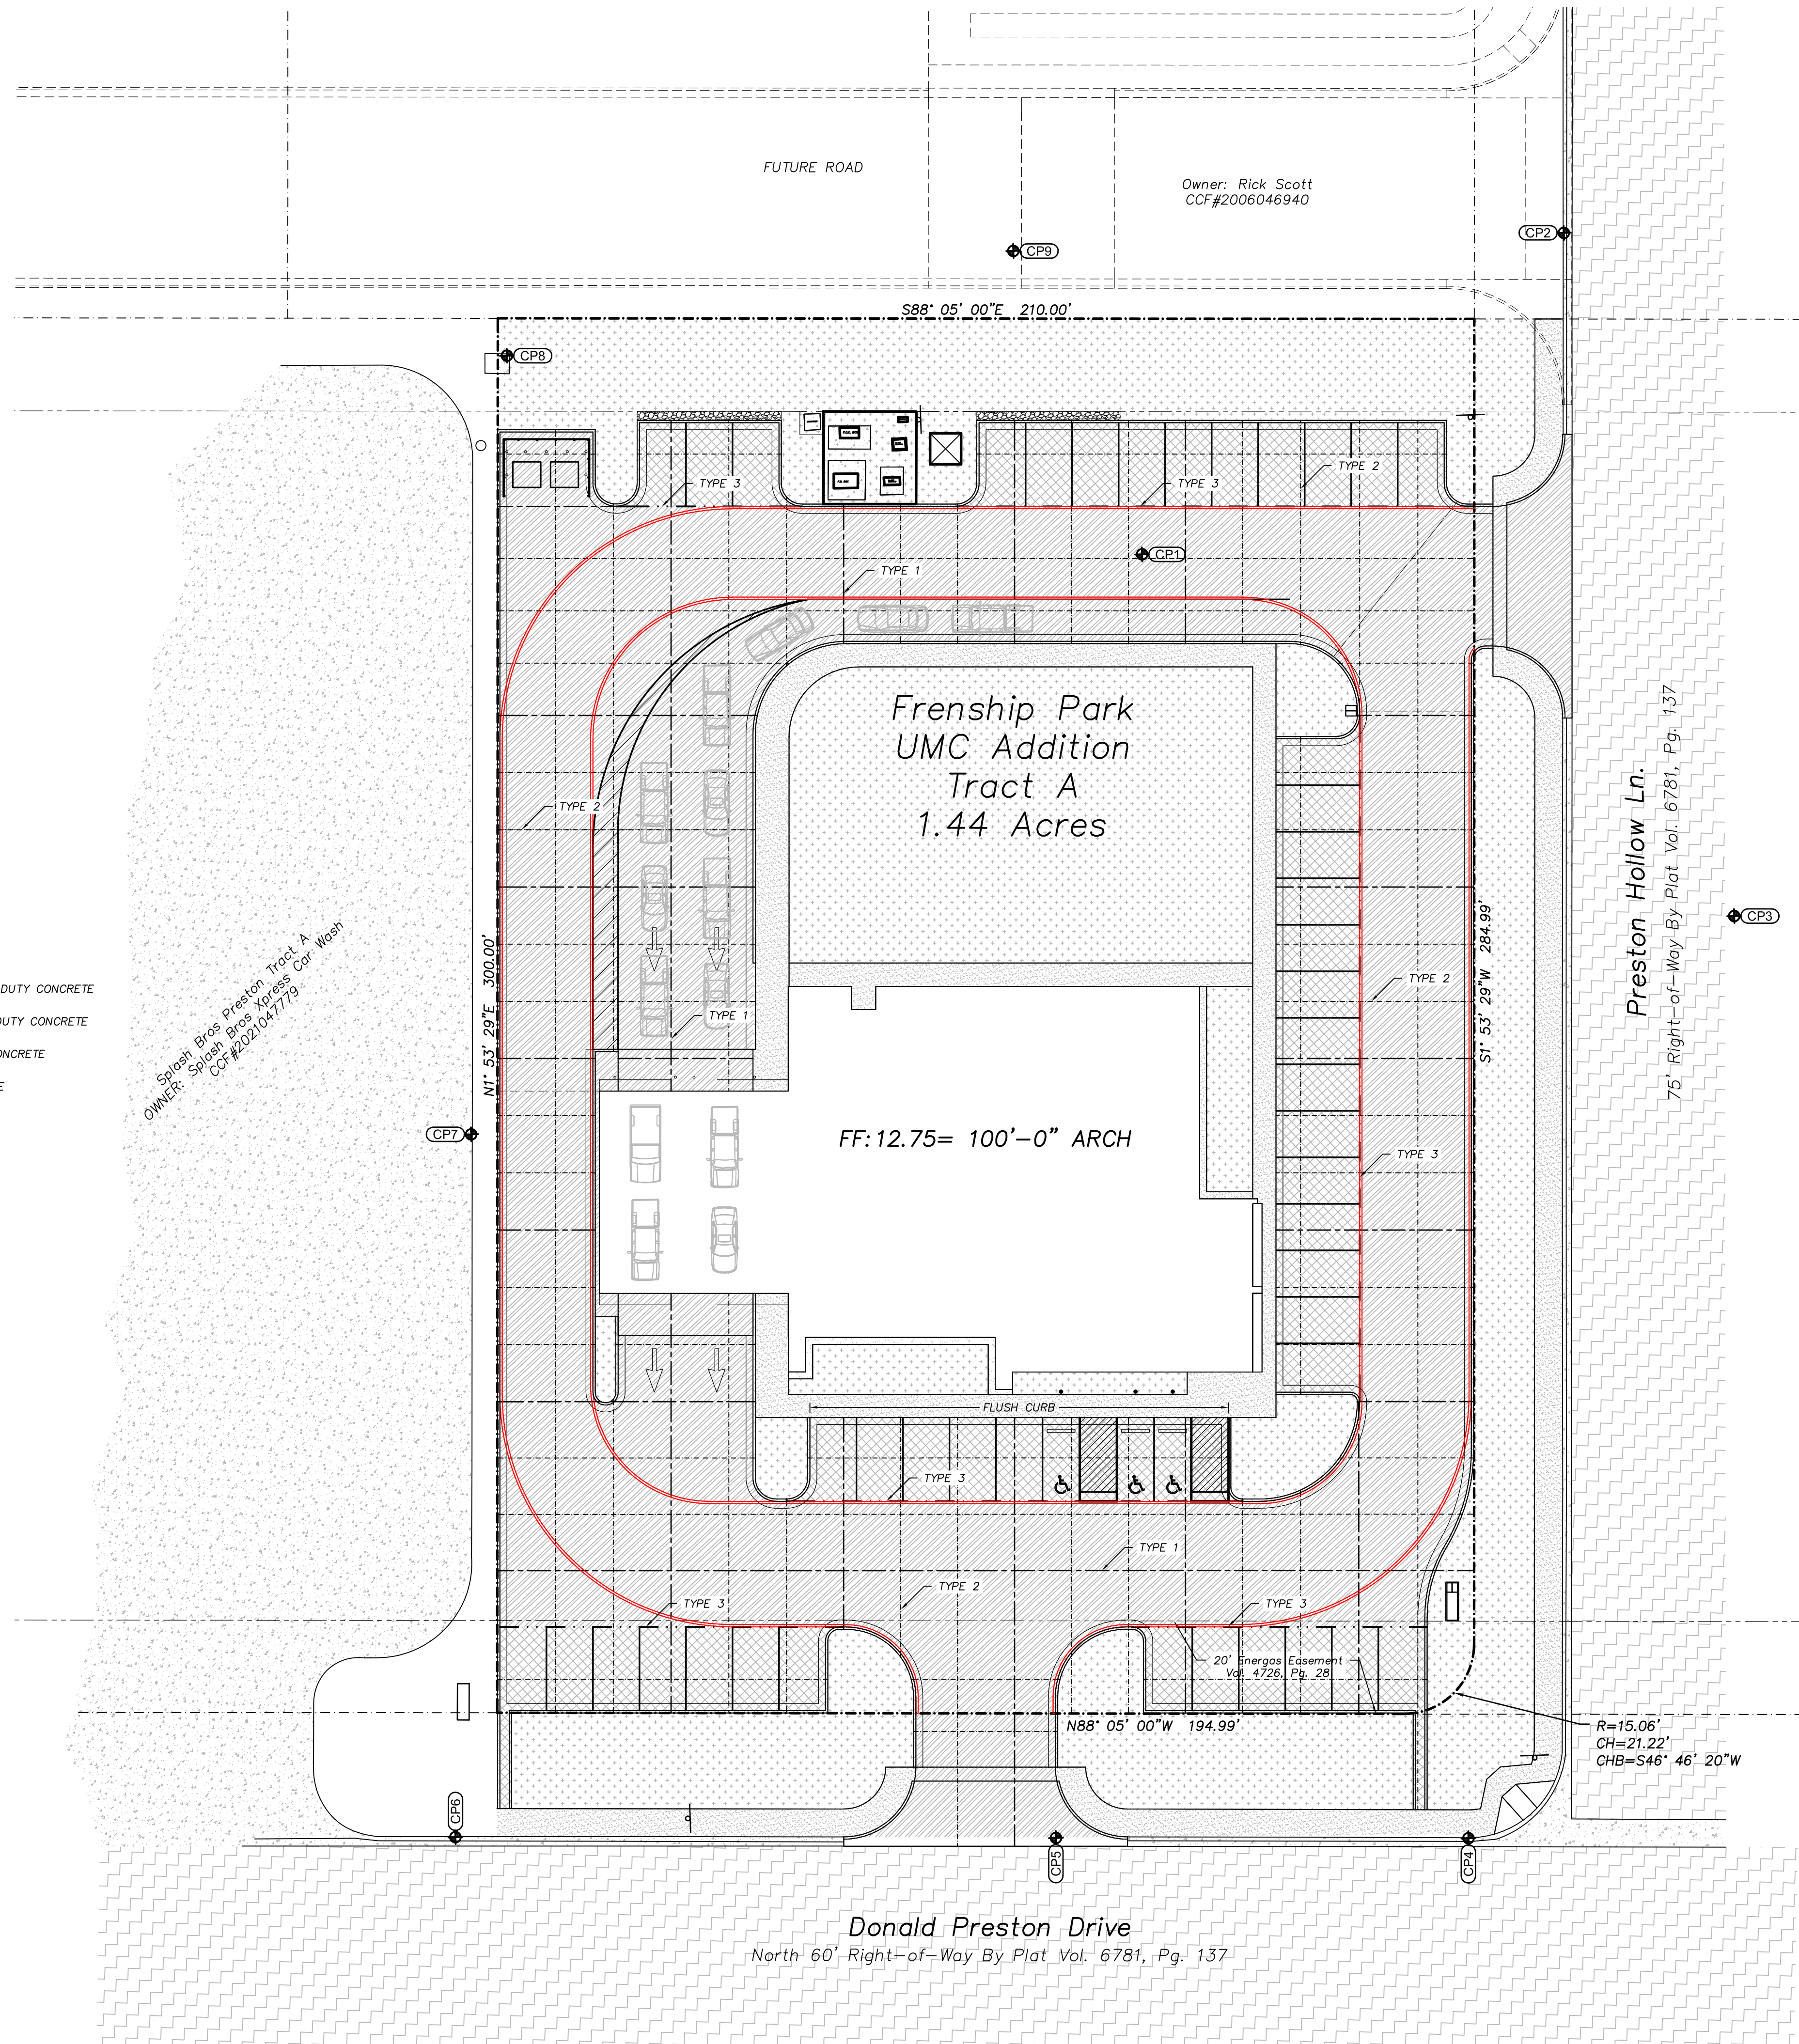 FUTURE ROAD
Owner: Rick Scott
CCF#2006046940
CP2
CP9
S88° 05' 00"E 210.00'
CP8
TYPE 2
TYPE 3
TYPE 3
CP1
TYPE 1
Frenship Park
UMC Addition
Tract A
1.44 Acres
TYPE 2
Preston Hollow Ln.
75' Right-of-Way By Plat Vol. 6781, Pg. 137
CP3
S1° 53' 29"W 284.99'
N1° 53' 29"E 300.00'
TYPE 2
TYPE 1
DUTY CONCRETE
DUTY CONCRETE
Splash Bros Preston Tract A
OWNER: Splash Bros Xpress Car Wash
CCF#2021047779
CP7
FF:12.75= 100'-0" ARCH
TYPE 3
FLUSH CURB
TYPE 3
TYPE 1
TYPE 2
TYPE 3
TYPE 3
20' Energas Easement
Vol. 4726, Pg. 28
N88° 05' 00"W 194.99'
R=15.06'
CH=21.22'
CHB=S46° 46' 20"W
CP6
CP5
CP4
Donald Preston Drive
North 60' Right-of-Way By Plat Vol. 6781, Pg. 137